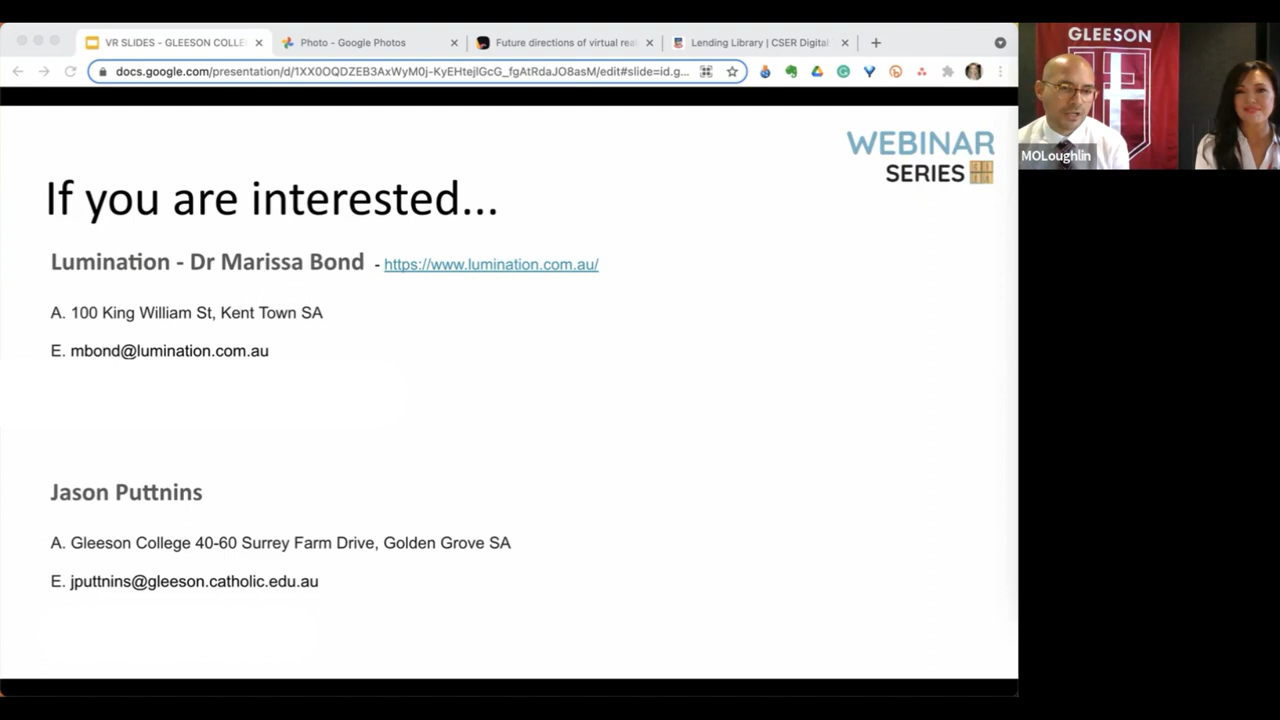 VR SLIDES - GLEESON COLLE
Photo - Google Photos
Future directions of virtual real
Lending Library | CSER Digital
docs.google.com/presentation/d/1XX0OQDZEB3AxWyM0j-KyEHtejlGcG_fgAtRdaJO8asM/edit#slide=id.g...
GLEESON
MOLoughlin
WEBINAR
SERIES
If you are interested...
Lumination - Dr Marissa Bond - https://www.lumination.com.au/
A. 100 King William St, Kent Town SA
E. mbond@lumination.com.au
Jason Puttnins
A. Gleeson College 40-60 Surrey Farm Drive, Golden Grove SA
E. jputtnins@gleeson.catholic.edu.au